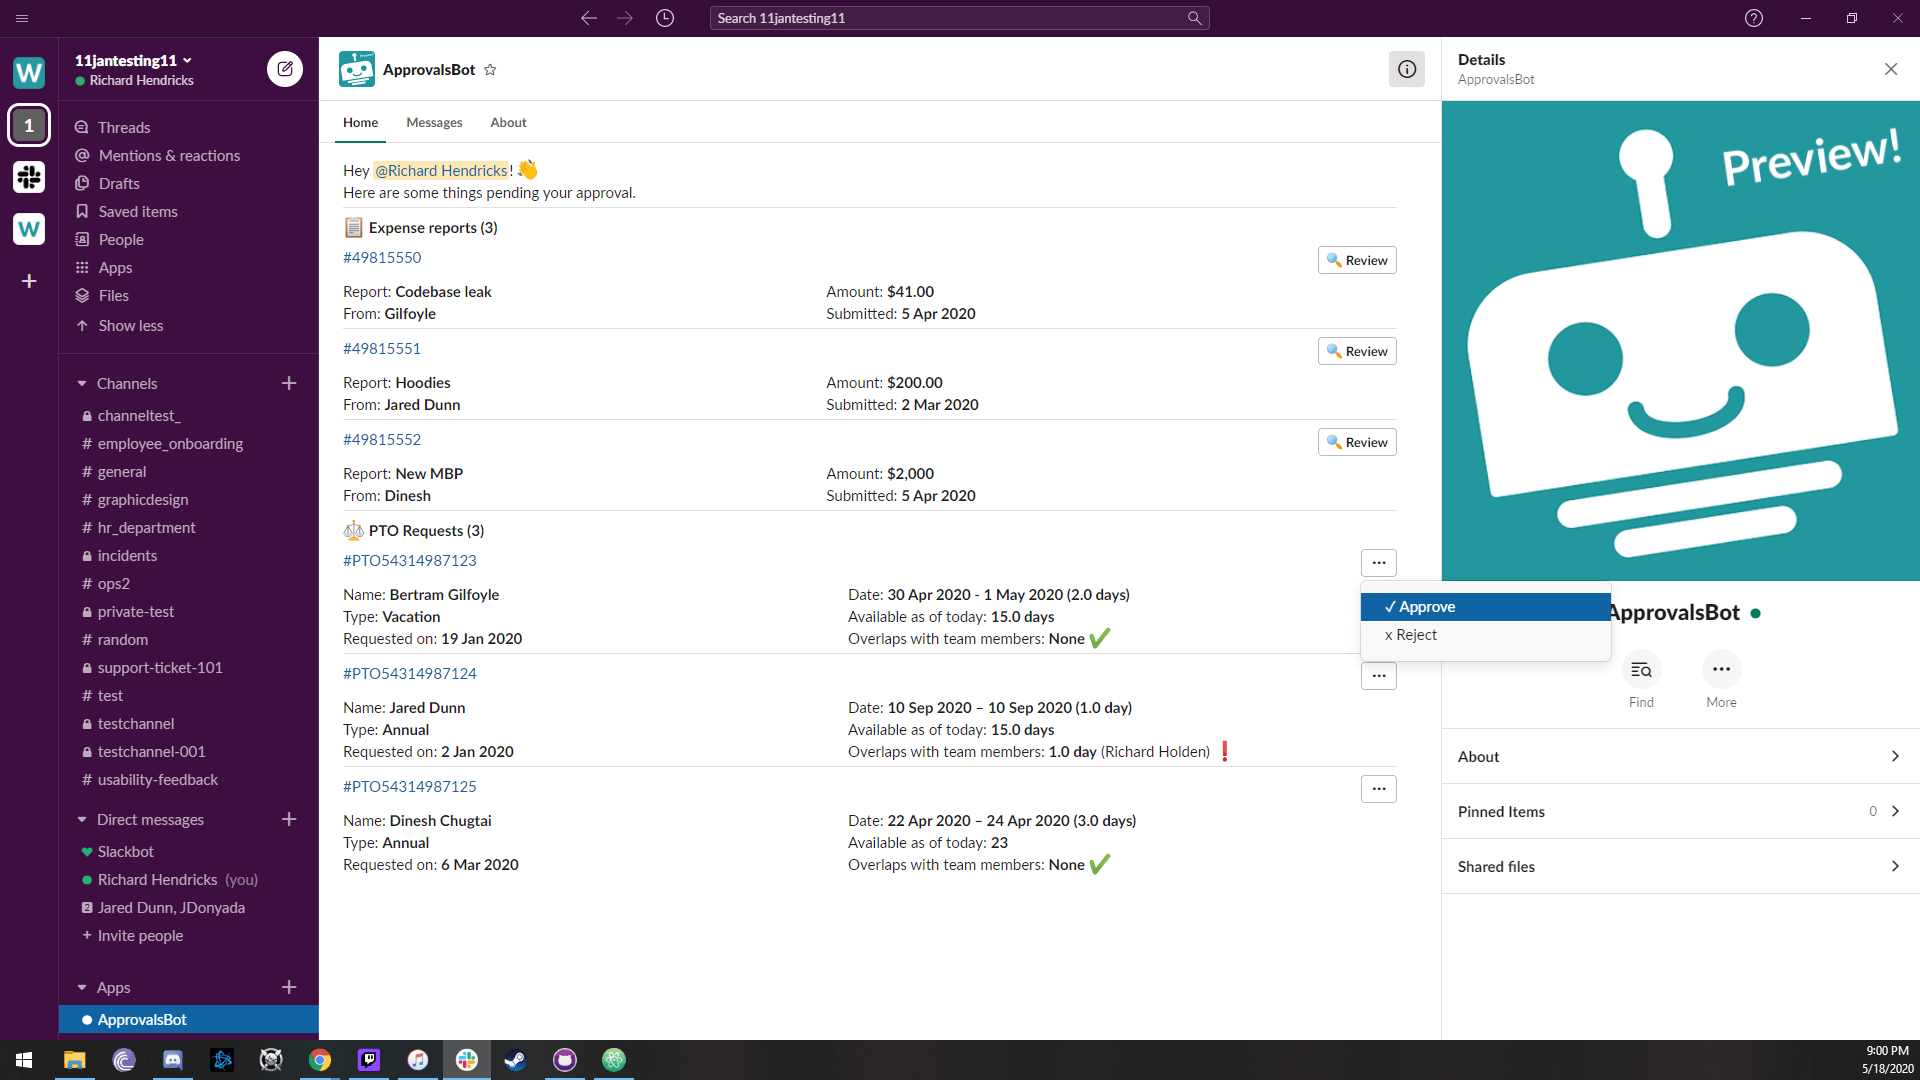 Search 11jantesting11
W
1
W
11jantesting11
Richard Hendricks
Threads
Mentions & reactions
Drafts
Saved items
People
Apps
Files
Show less
Channels
channeltest_
# employee_onboarding
# general
# graphicdesign
# hr_department
incidents
# ops2
private-test
# random
support-ticket-101
# test
testchannel
testchannel-001
# usability-feedback
Direct messages
Slackbot
Richard Hendricks (you)
2 Jared Dunn, JDonyada
+ Invite people
Apps
ApprovalsBot
ApprovalsBot
Home Messages About
Hey @Richard Hendricks! 👋
Here are some things pending your approval.
Expense reports (3)
#49815550
Review
Report: Codebase leak Amount: $41.00
From: Gilfoyle Submitted: 5 Apr 2020
#49815551
Review
Report: Hoodies Amount: $200.00
From: Jared Dunn Submitted: 2 Mar 2020
#49815552
Review
Report: New MBP Amount: $2,000
From: Dinesh Submitted: 5 Apr 2020
PTO Requests (3)
#PTO54314987123
Name: Bertram Gilfoyle Date: 30 Apr 2020 - 1 May 2020 (2.0 days)
Type: Vacation Available as of today: 15.0 days
Requested on: 19 Jan 2020 Overlaps with team members: None ✔
✓ Approve
x Reject
#PTO54314987124
Name: Jared Dunn Date: 10 Sep 2020 – 10 Sep 2020 (1.0 day)
Type: Annual Available as of today: 15.0 days
Requested on: 2 Jan 2020 Overlaps with team members: 1.0 day (Richard Holden) ❗
#PTO54314987125
Name: Dinesh Chugtai Date: 22 Apr 2020 – 24 Apr 2020 (3.0 days)
Type: Annual Available as of today: 23
Requested on: 6 Mar 2020 Overlaps with team members: None ✔
Details
ApprovalsBot
Preview!
ApprovalsBot
Find More
About
Pinned Items 0
Shared files
9:00 PM
5/18/2020